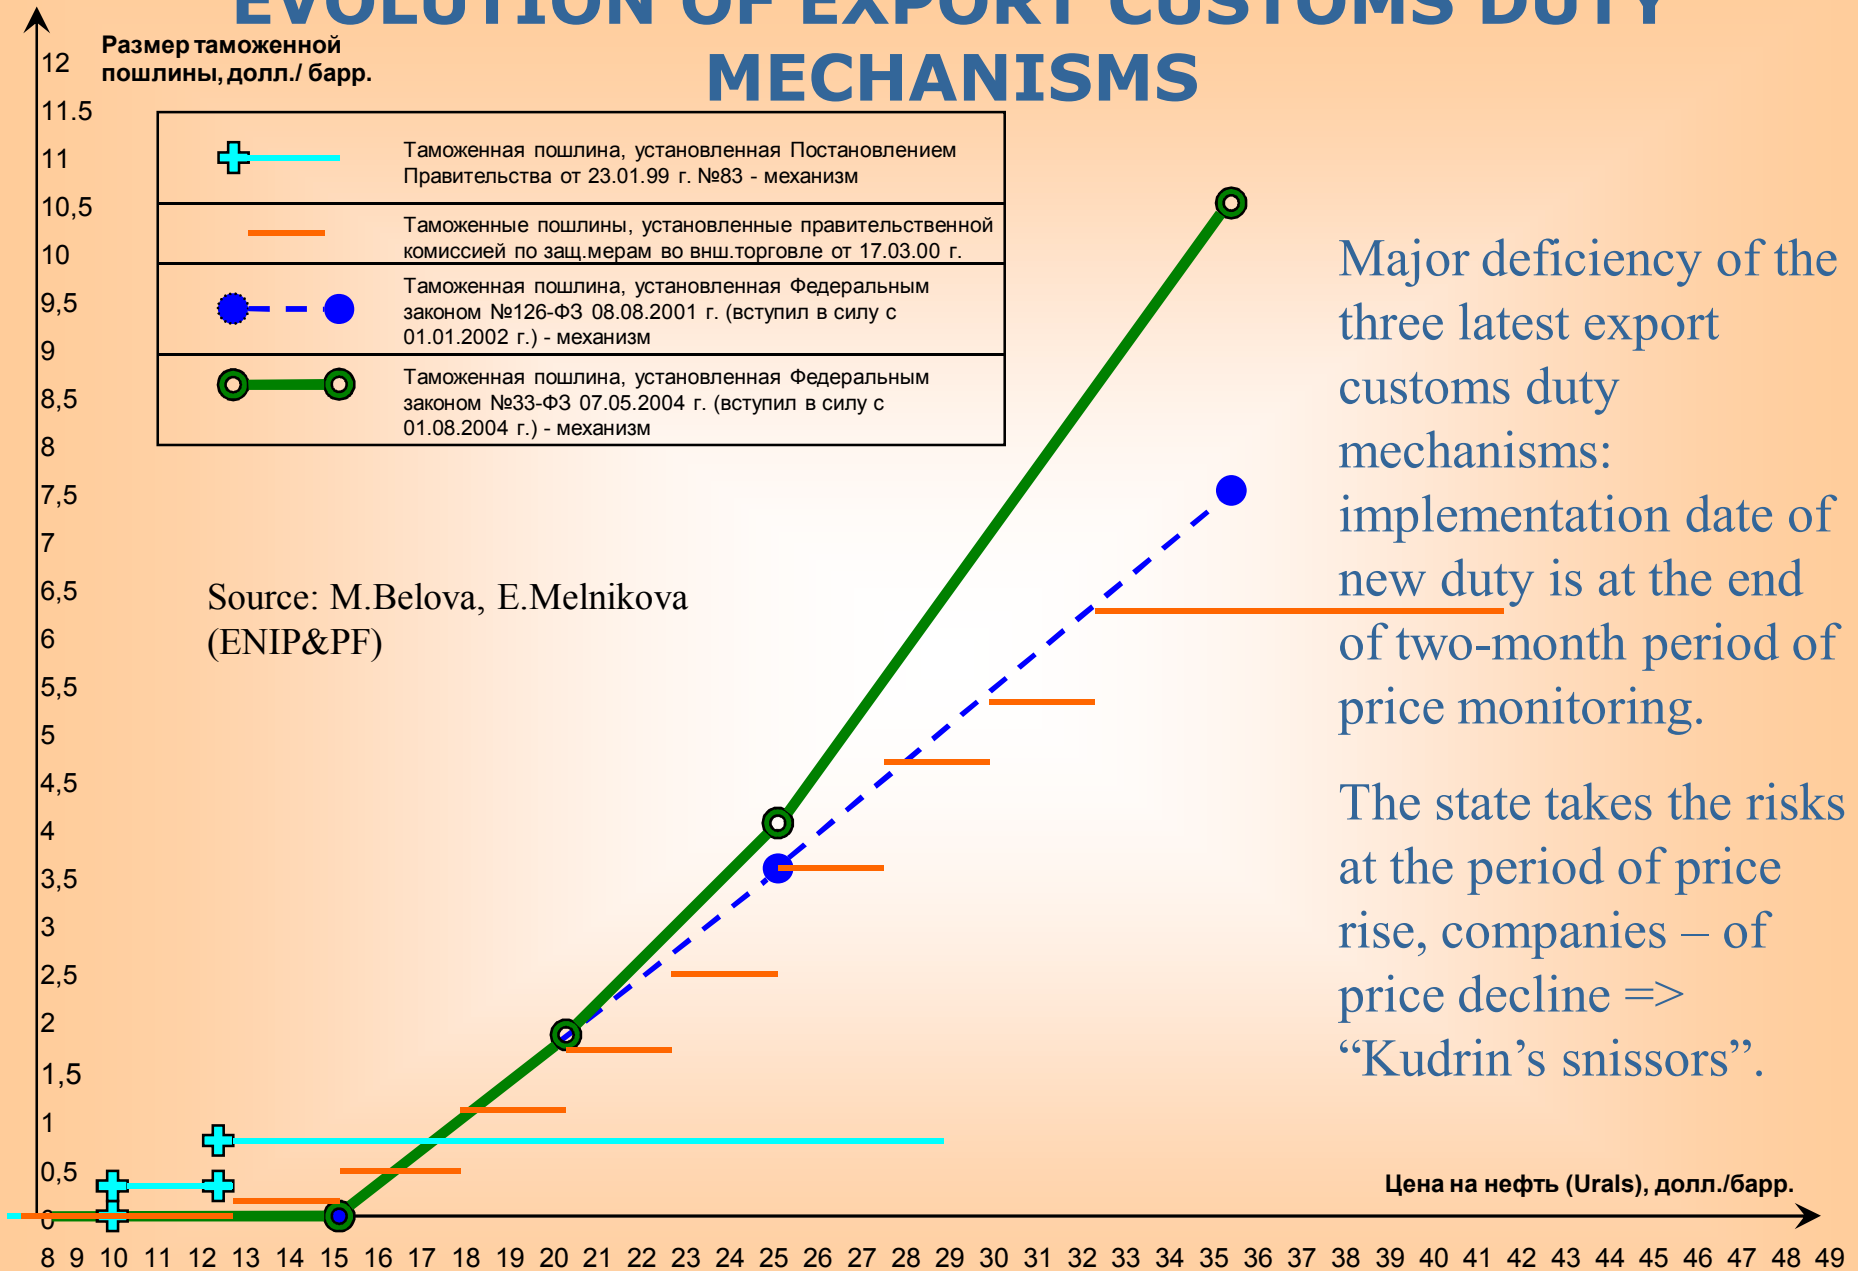 EVOLUTION OF EXPORT CUSTOMS DUTY
MECHANISMS
Размер таможенной
пошлины, долл./ барр.
12
11.5
11
10,5
10
9,5
9
8,5
8
7,5
7
6,5
6
5,5
5
4,5
4
3,5
3
2,5
2
1,5
1
0,5
0
Таможенная пошлина, установленная Постановлением
Правительства от 23.01.99 г. №83 - механизм
Таможенные пошлины, установленные правительственной
комиссией по защ.мерам во внш.торговле от 17.03.00 г.
Таможенная пошлина, установленная Федеральным
законом №126-ФЗ 08.08.2001 г. (вступил в силу с
01.01.2002 г.) - механизм
Таможенная пошлина, установленная Федеральным
законом №33-ФЗ 07.05.2004 г. (вступил в силу с
01.08.2004 г.) - механизм
Source: M.Belova, E.Melnikova
(ENIP&PF)
Major deficiency of the
three latest export
customs duty
mechanisms:
implementation date of
new duty is at the end
of two-month period of
price monitoring.
The state takes the risks
at the period of price
rise, companies – of
price decline =>
“Kudrin’s snissors”.
Цена на нефть (Urals), долл./барр.
8 9 10 11 12 13 14 15 16 17 18 19 20 21 22 23 24 25 26 27 28 29 30 31 32 33 34 35 36 37 38 39 40 41 42 43 44 45 46 47 48 49